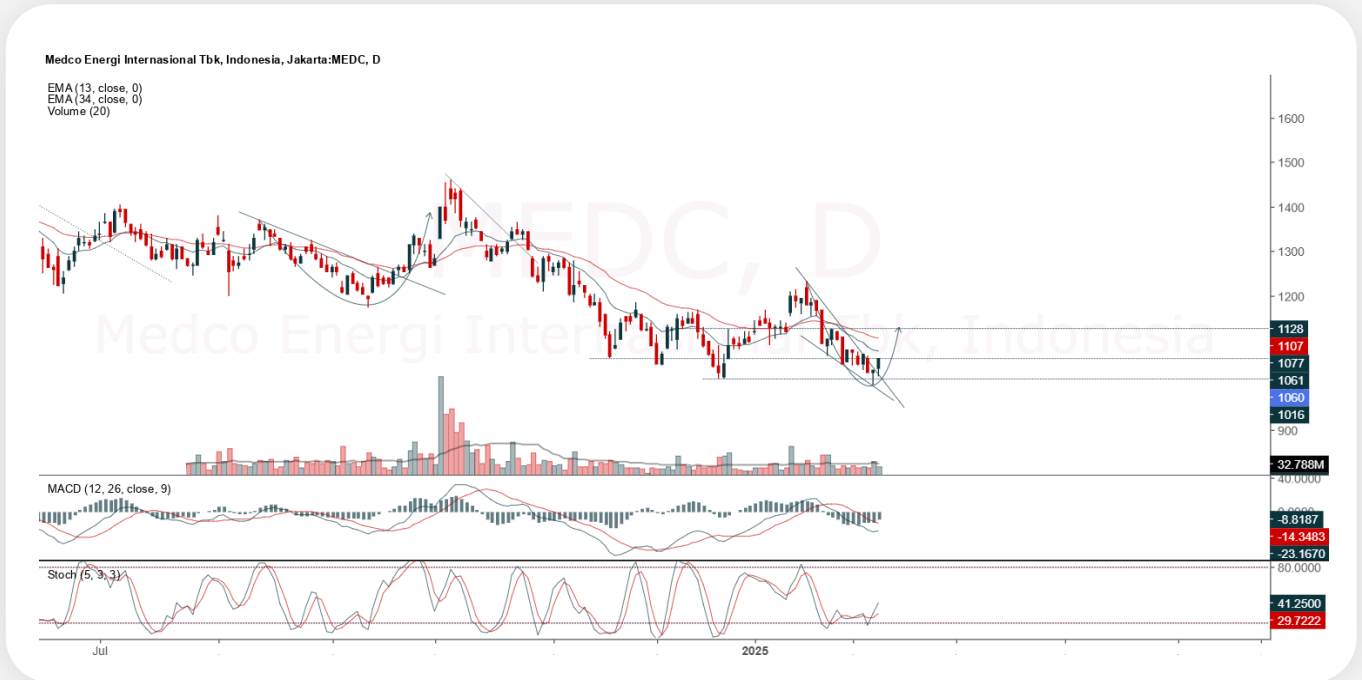 Medco Energi Internasional Tbk, Indonesia, Jakarta:MEDC, D
EMA (13, close, 0)
EMA (34, close, 0)
Volume (20)
MEDC, D
Medco Energi Internasional Tbk, Indonesia
1600
1500
1400
1300
1200
1128
1107
1077
1061
1060
1016
900
32.788M
40.0000
MACD (12, 26, close, 9)
0.0000
-8.8187
-14.3483
-23.1670
80.0000
Stoch (5, 3, 3)
41.2500
29.7222
Jul
2025